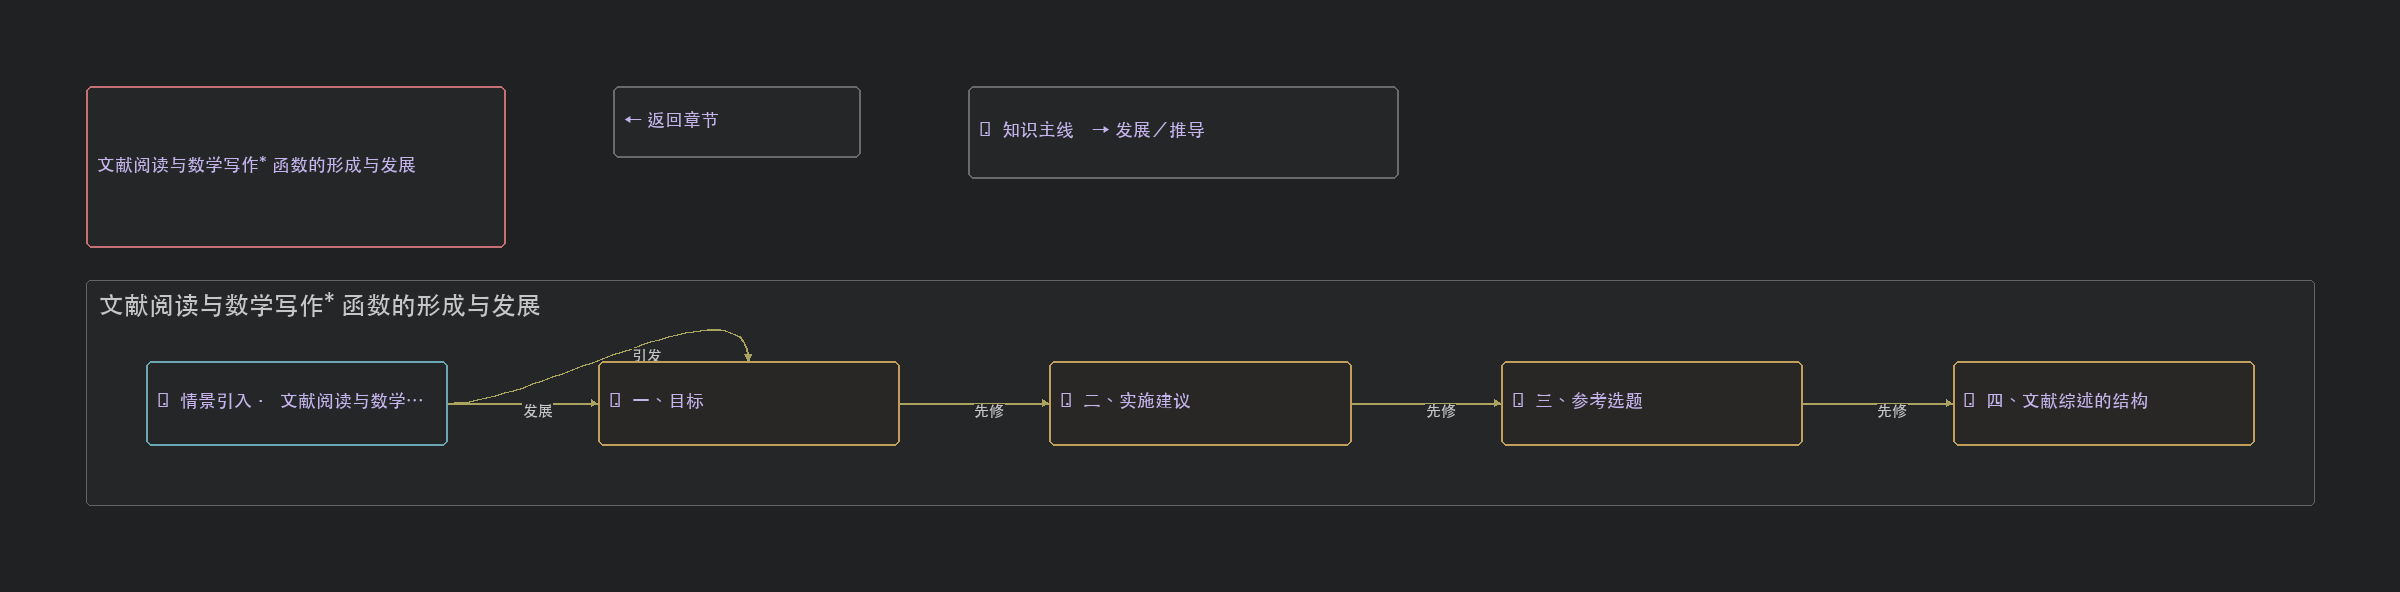 文献阅读与数学写作* 函数的形成与发展
← 返回章节
知识主线 → 发展／推导
文献阅读与数学写作* 函数的形成与发展
引发
情景引入 · 文献阅读与数学…
发展
一、目标
先修
二、实施建议
先修
三、参考选题
先修
四、文献综述的结构